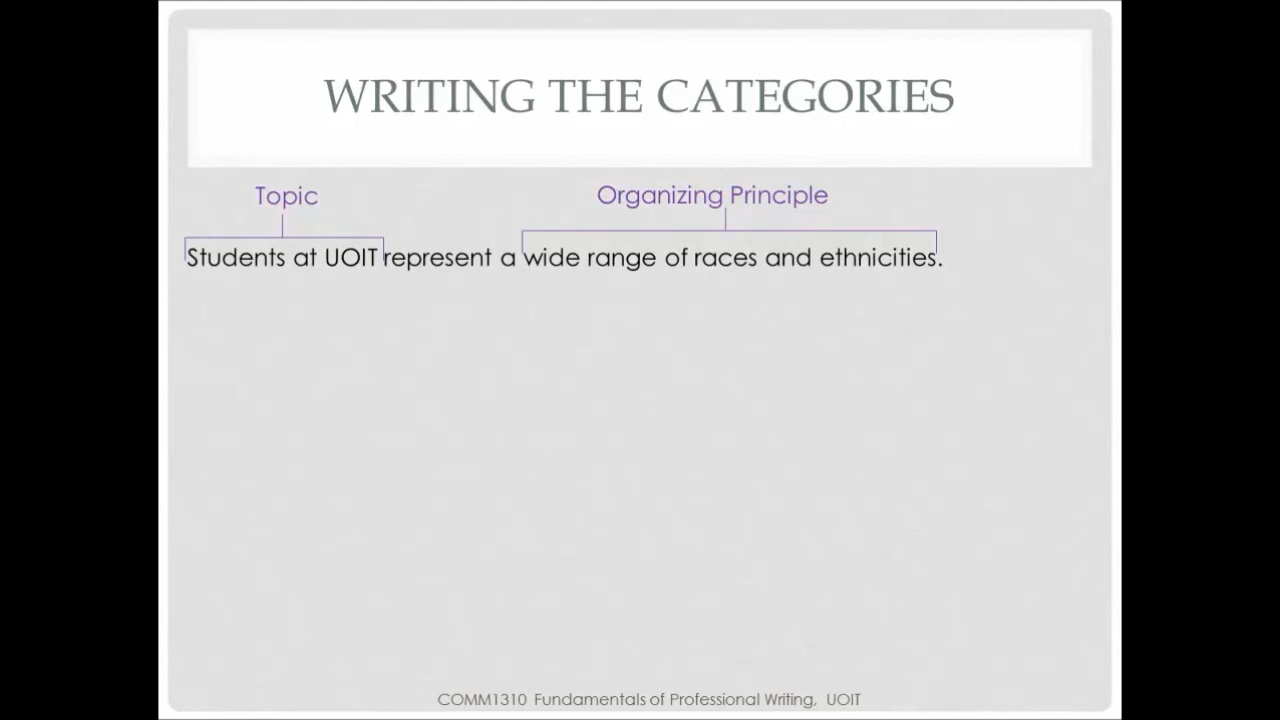 WRITING THE CATEGORIES
Topic
Organizing Principle
Students at UOIT represent a wide range of races and ethnicities.
COMM1310 Fundamentals of Professional Writing, UOIT